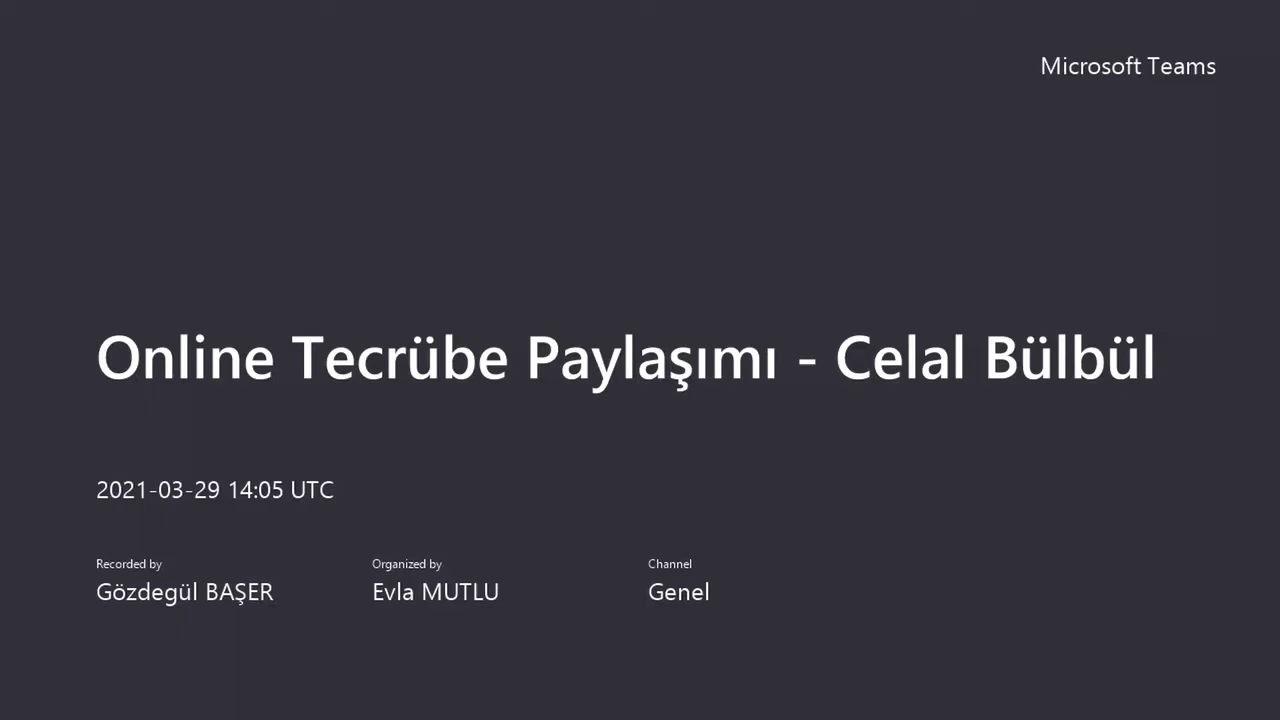 Microsoft Teams
Online Tecrübe Paylaşımı - Celal Bülbül
2021-03-29 14:05 UTC
Recorded by
Gözdegül BAŞER
Organized by
Evla MUTLU
Channel
Genel